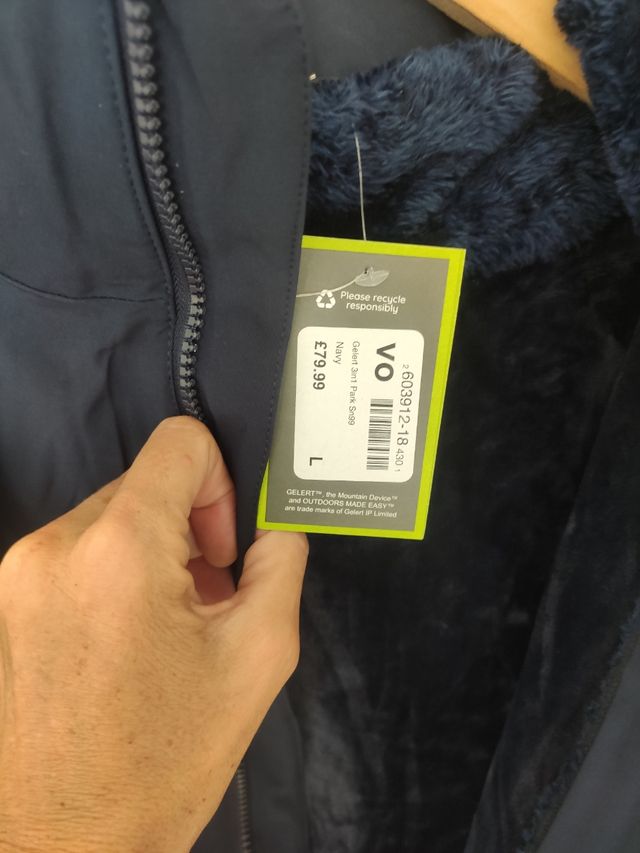 Please recycle
responsibly
VO
2 603912-18 430 1
Gelert 3in1 Park Sn99
Navy
£79.99
L
GELERT™, the Mountain Device™
and OUTDOORS MADE EASY™
are trade marks of Gelert IP Limited